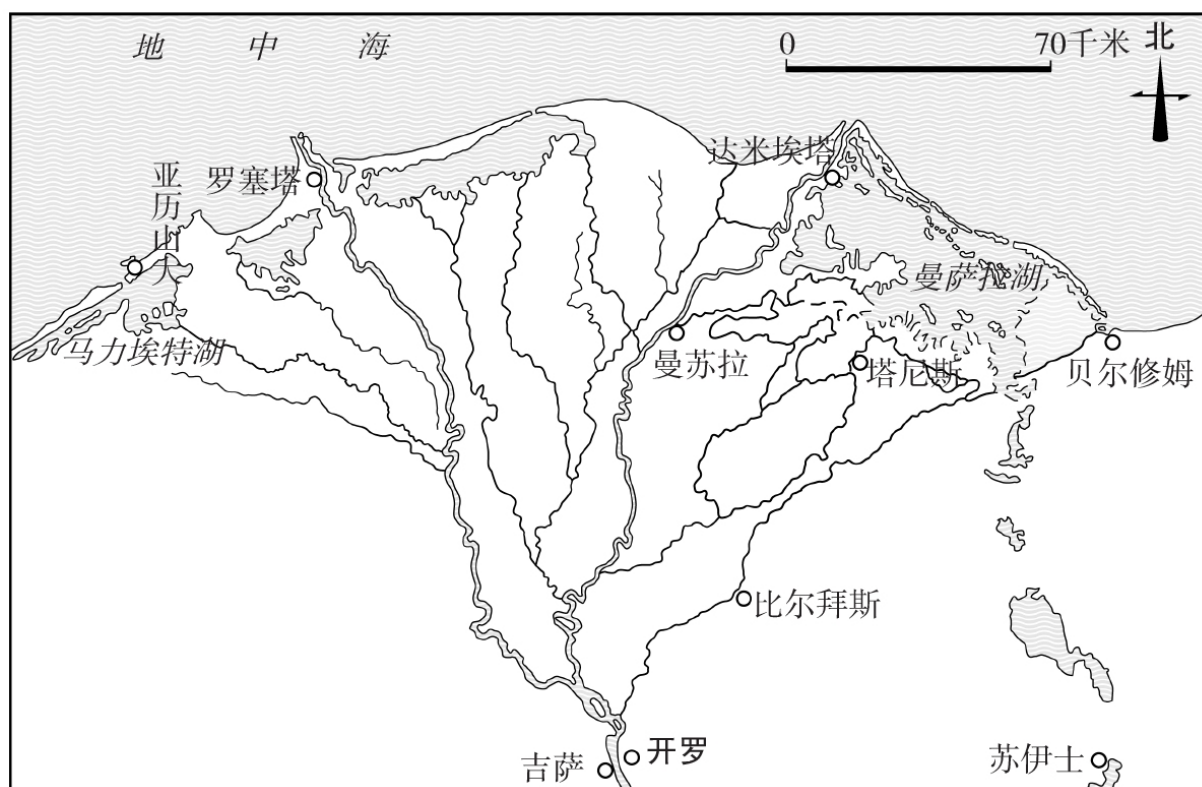 地中海
0 70千米
北
达米埃塔
罗塞塔
亚历山大
曼萨拉湖
马力埃特湖
曼苏拉
塔尼斯
贝尔修姆
比尔拜斯
开罗
吉萨
苏伊士